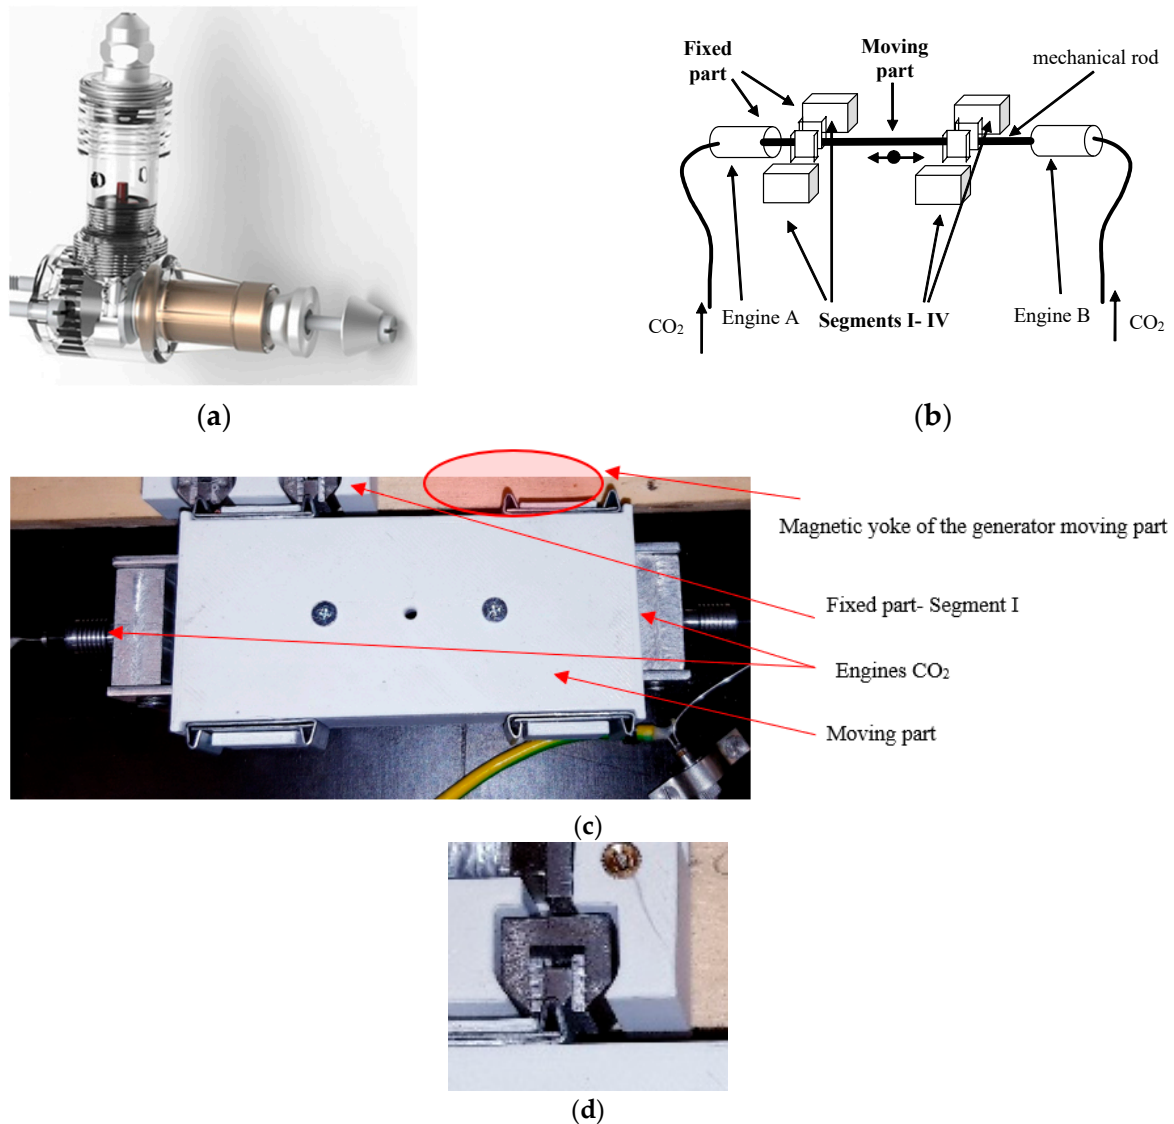 (a)
Fixed
part
Moving
part
mechanical rod
CO₂
Engine A
Segments I- IV
Engine B
CO₂
(b)
Magnetic yoke of the generator moving part
Fixed part- Segment I
Engines CO₂
Moving part
(c)
(d)